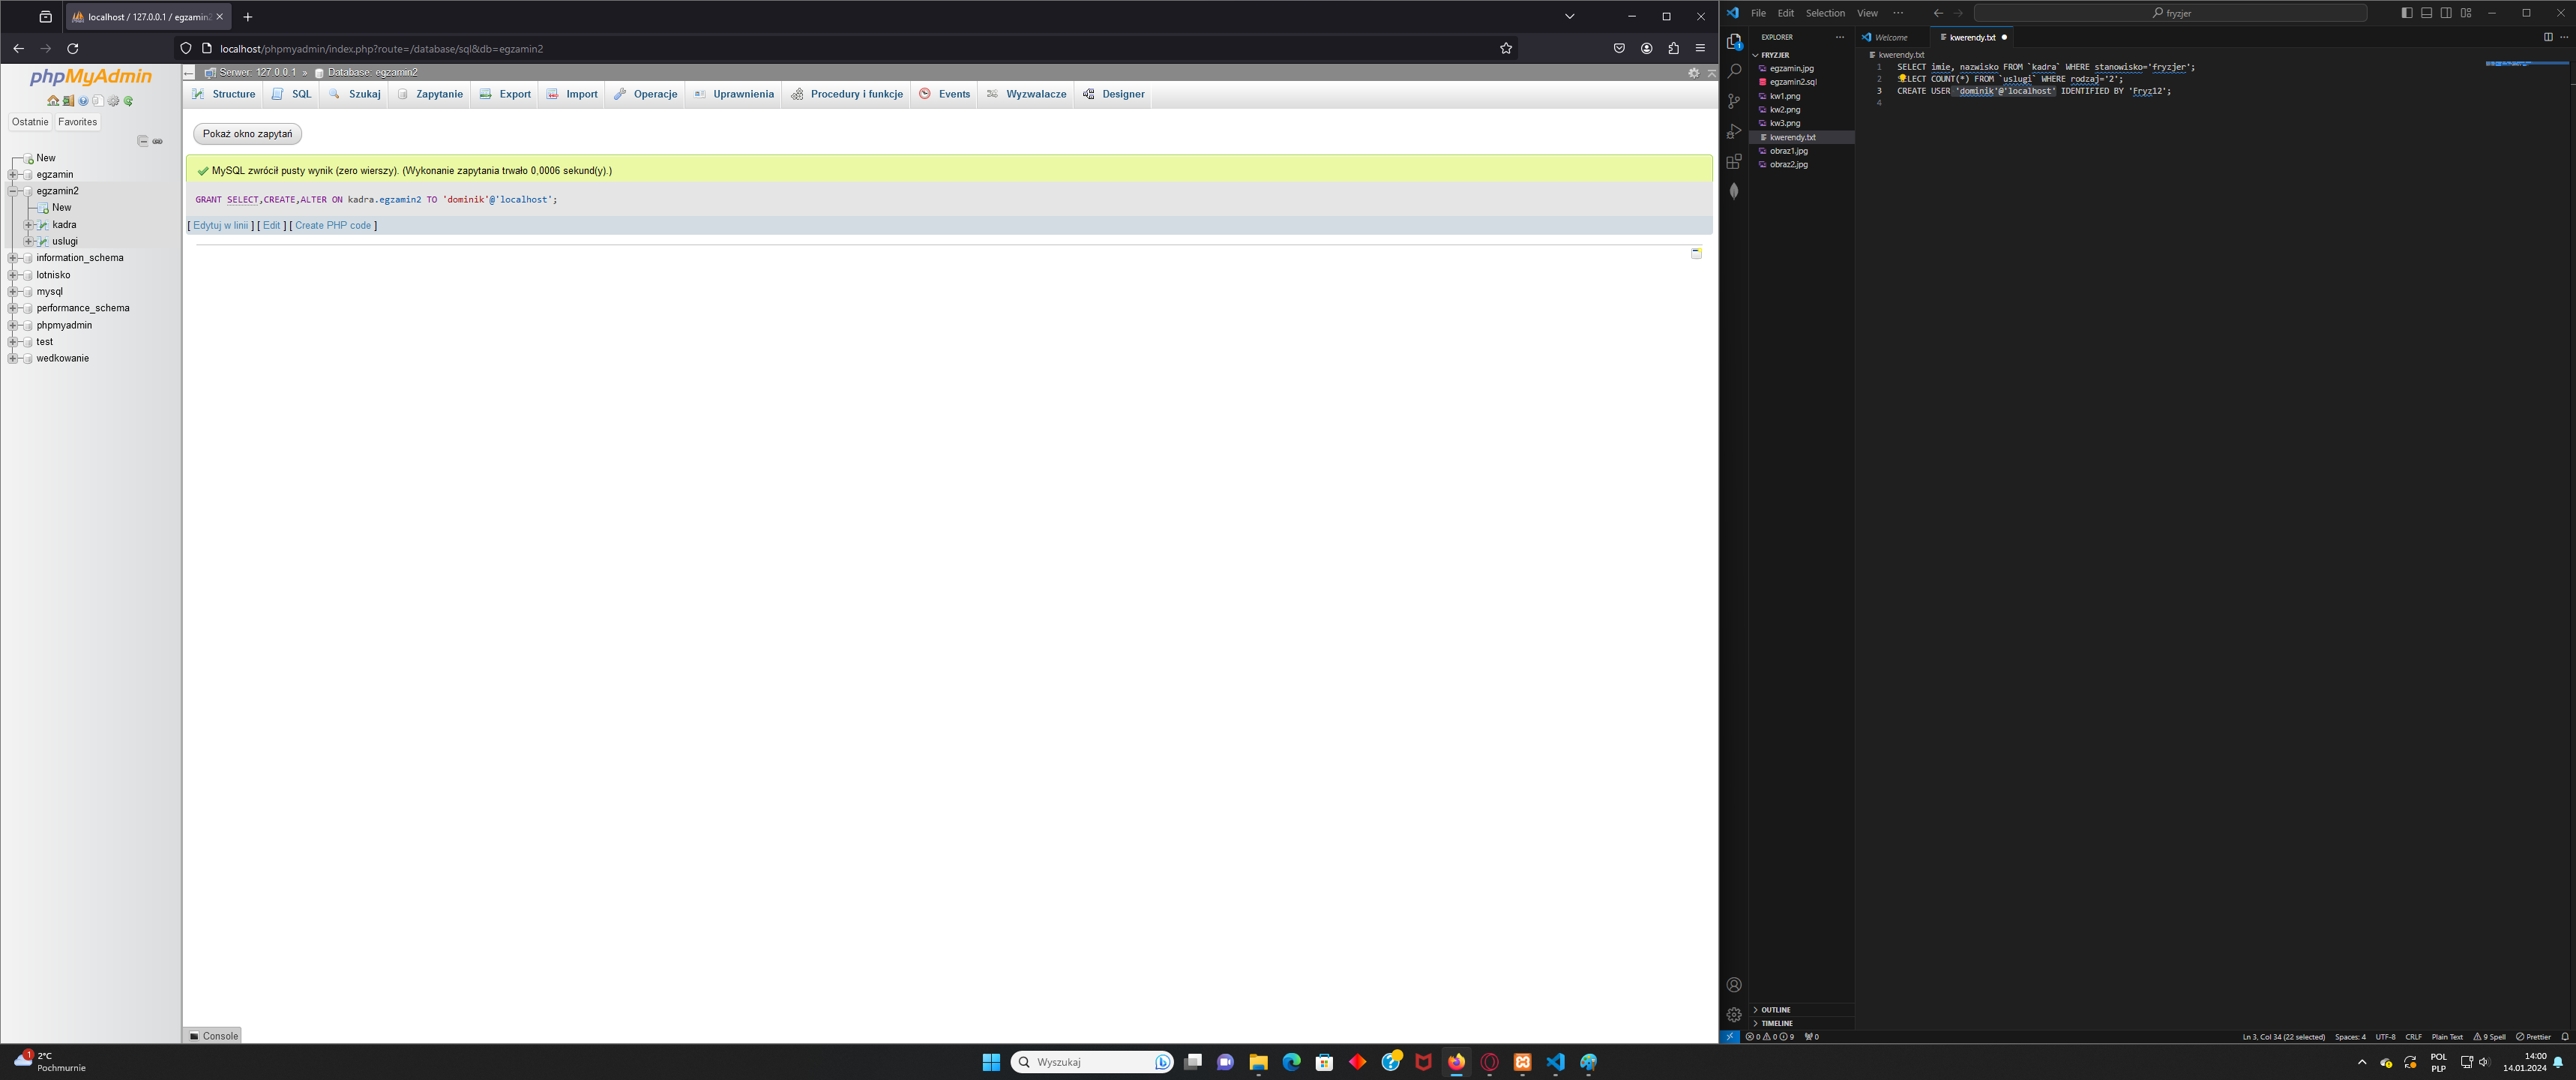 localhost / 127.0.0.1 / egzamin2
localhost/phpmyadmin/index.php?route=/database/sql&db=egzamin2
phpMyAdmin
Ostatnie Favorites
New
egzamin
egzamin2
New
kadra
uslugi
information_schema
lotnisko
mysql
performance_schema
phpmyadmin
test
wedkowanie
Serwer: 127.0.0.1 » Database: egzamin2
Structure SQL Szukaj Zapytanie Export Import Operacje Uprawnienia Procedury i funkcje Events Wyzwalacze Designer
Pokaż okno zapytań
MySQL zwrócił pusty wynik (zero wierszy). (Wykonanie zapytania trwało 0,0006 sekund(y).)
GRANT SELECT,CREATE,ALTER ON kadra.egzamin2 TO 'dominik'@'localhost';
[ Edytuj w linii ] [ Edit ] [ Create PHP code ]
Console
File Edit Selection View ··· fryzjer
EXPLORER ···
FRYZJER
egzamin.jpg
egzamin2.sql
kw1.png
kw2.png
kw3.png
kwerendy.txt
obraz1.jpg
obraz2.jpg
OUTLINE
TIMELINE
1
Welcome kwerendy.txt
kwerendy.txt
1 SELECT imie, nazwisko FROM `kadra` WHERE stanowisko='fryzjer';
2 LECT COUNT(*) FROM `uslugi` WHERE rodzaj='2';
3 CREATE USER 'dominik'@'localhost' IDENTIFIED BY 'Fryz12';
4
0 0 9 0 Ln 3, Col 34 (22 selected) Spaces: 4 UTF-8 CRLF Plain Text 9 Spell Prettier
1
2°C
Pochmurnie
Wyszukaj
POL
PLP
14:00
14.01.2024